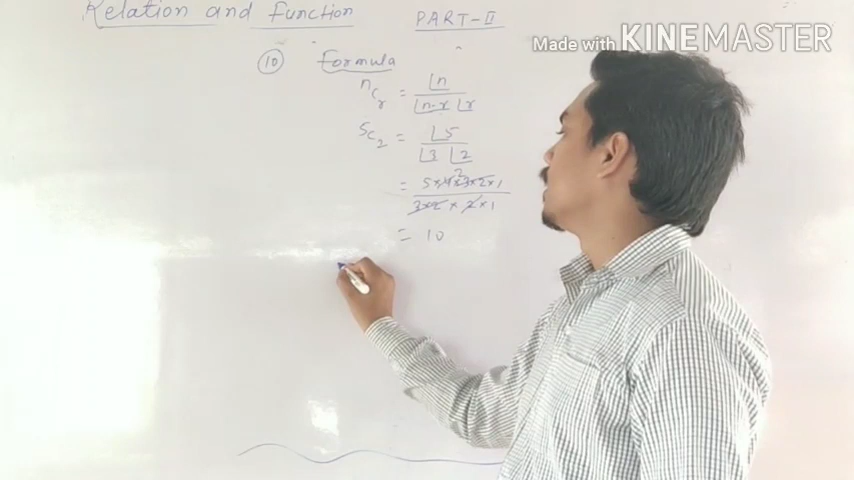 Relation and function PART-II
Made with KINEMASTER
10 Formula
nCr = ⌊n / ⌊n-r ⌊r
5C2 = ⌊5 / ⌊3 ⌊2
= 5×4×3×2×1 / 3×2×2×1
= 10